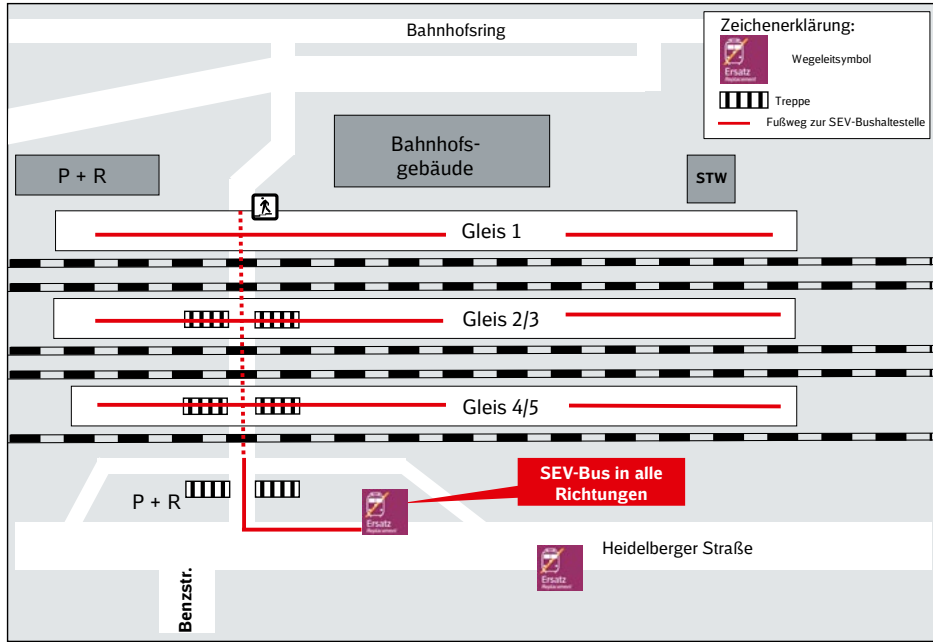 Bahnhofsring
Zeichenerklärung:
Ersatz
Replacement
Wegeleitsymbol
Treppe
Fußweg zur SEV-Bushaltestelle
P + R
Bahnhofs-
gebäude
STW
Gleis 1
Gleis 2/3
Gleis 4/5
SEV-Bus in alle
Richtungen
P + R
Ersatz
Replacement
Heidelberger Straße
Ersatz
Replacement
Benzstr.